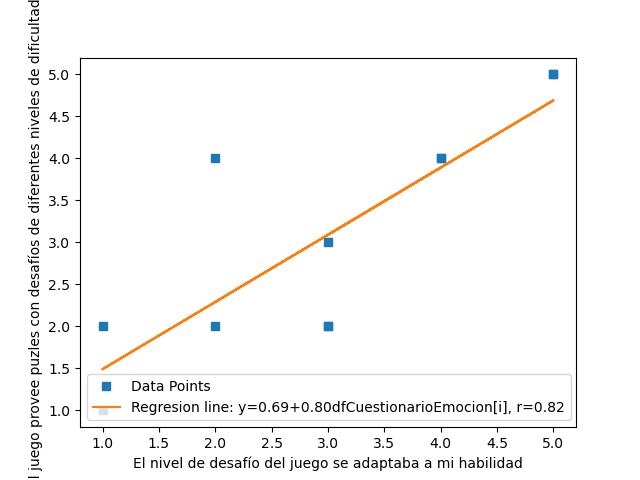 l juego provee puzles con desafíos de diferentes niveles de dificultad
5.0
4.5
4.0
3.5
3.0
2.5
2.0
1.5
1.0
Data Points
Regresion line: y=0.69+0.80dfCuestionarioEmocion[i], r=0.82
1.0 1.5 2.0 2.5 3.0 3.5 4.0 4.5 5.0
El nivel de desafío del juego se adaptaba a mi habilidad